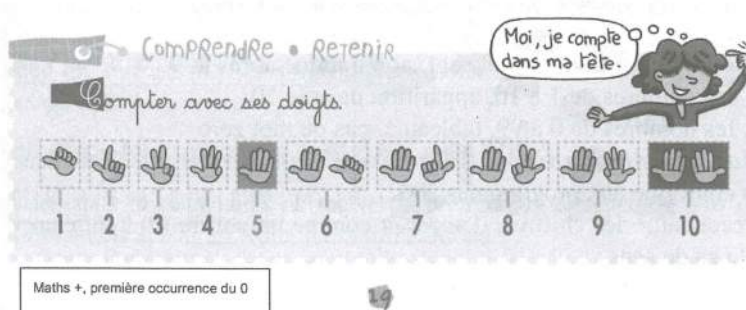 Comprendre • Retenir
Moi, je compte
dans ma tête.
Compter avec ses doigts.
1 2 3 4 5 6 7 8 9 10
Maths +, première occurrence du 0
19